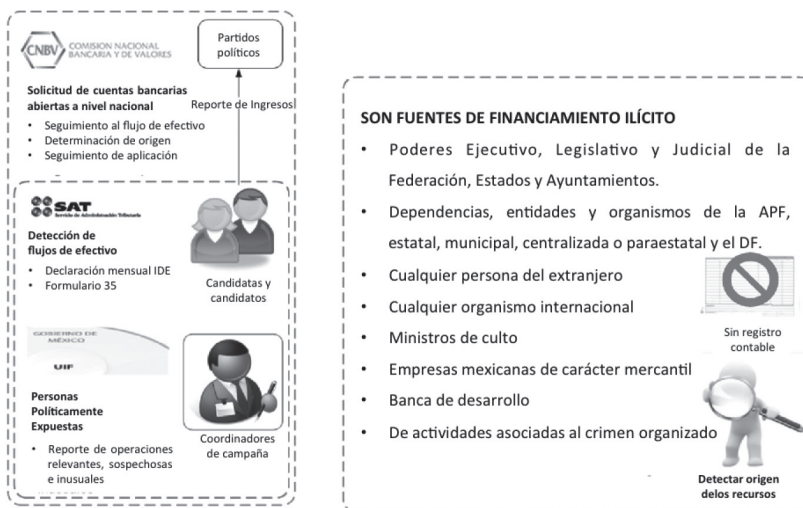 CNBV
COMISION NACIONAL
BANCARIA Y DE VALORES
Partidos
políticos
Solicitud de cuentas bancarias
abiertas a nivel nacional
Reporte de Ingresos
• Seguimiento al flujo de efectivo
• Determinación de origen
• Seguimiento de aplicación
SAT
Servicio de Administración Tributaria
Detección de
flujos de efectivo
• Declaración mensual IDE
• Formulario 35
Candidatas y
candidatos
GOBIERNO DE
MÉXICO
UIF
Personas
Políticamente
Expuestas
• Reporte de operaciones
relevantes, sospechosas
e inusuales
Coordinadores
de campaña
SON FUENTES DE FINANCIAMIENTO ILÍCITO
• Poderes Ejecutivo, Legislativo y Judicial de la
Federación, Estados y Ayuntamientos.
• Dependencias, entidades y organismos de la APF,
estatal, municipal, centralizada o paraestatal y el DF.
• Cualquier persona del extranjero
• Cualquier organismo internacional
• Ministros de culto
• Empresas mexicanas de carácter mercantil
• Banca de desarrollo
• De actividades asociadas al crimen organizado
Sin registro
contable
Detectar origen
delos recursos